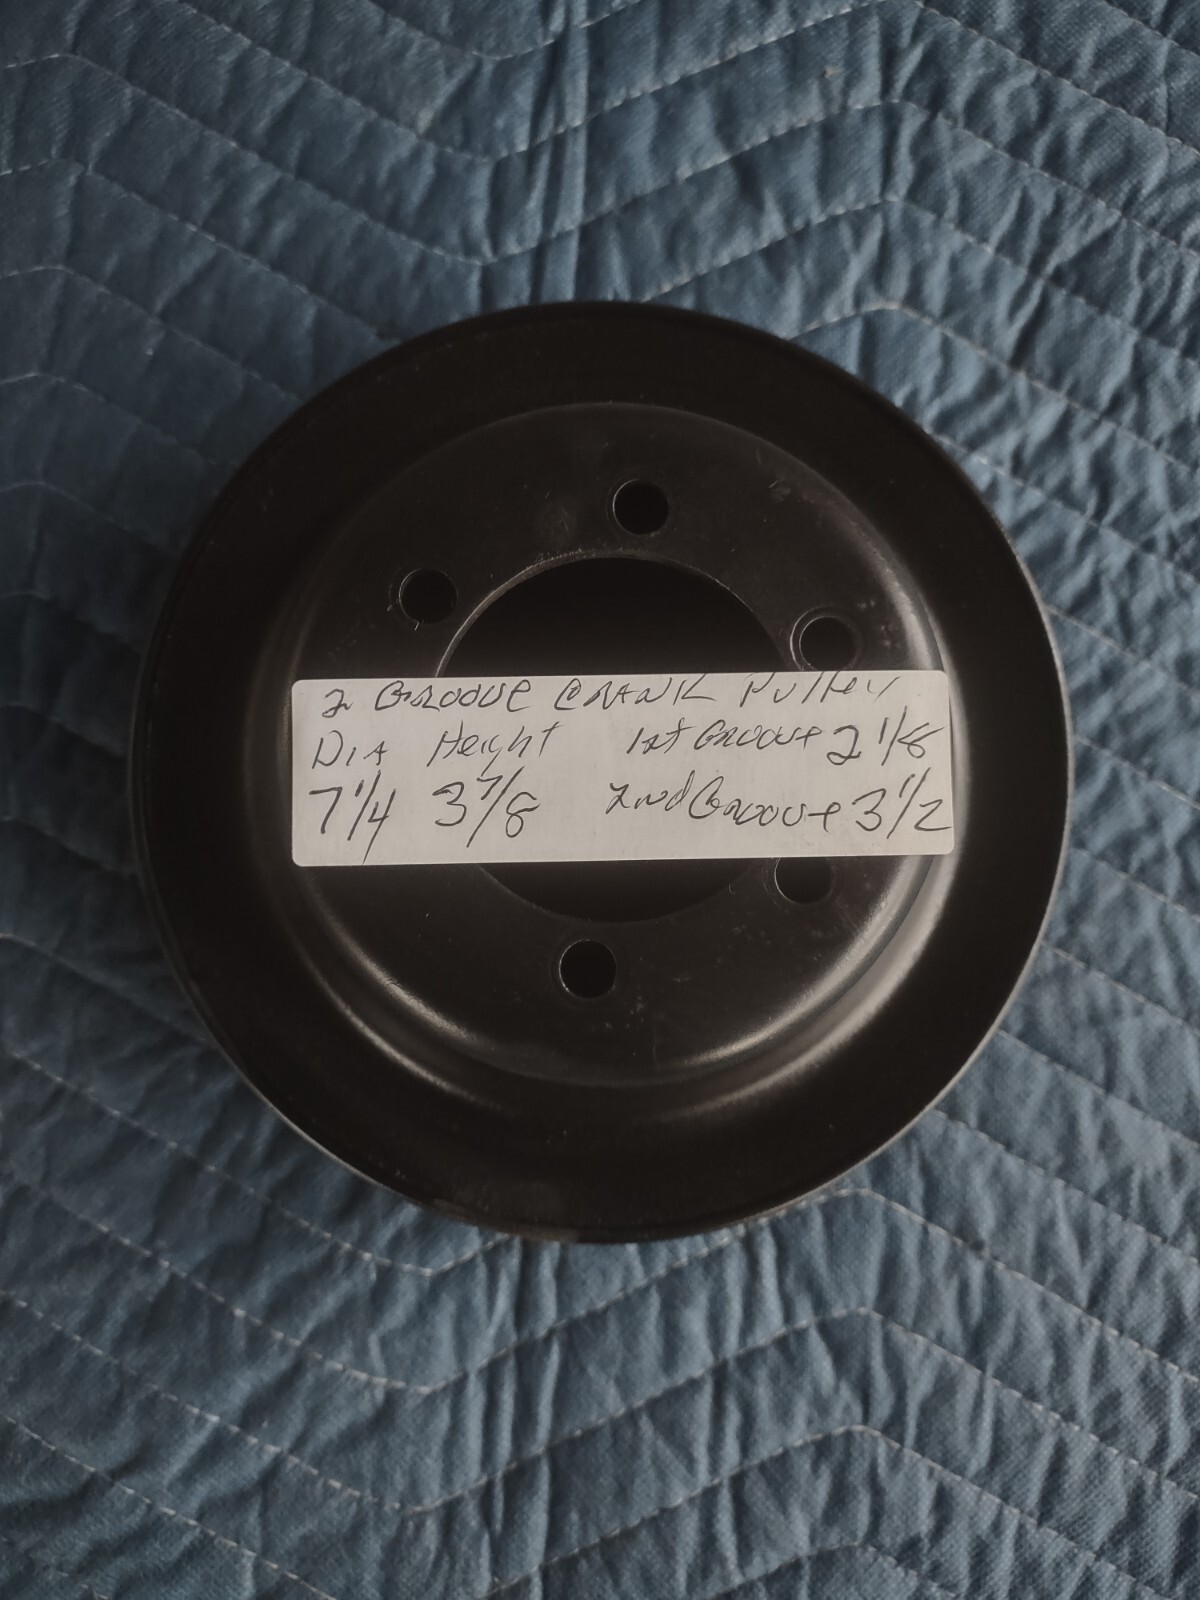 2 Groove Crank Pulley
Dia Height 1st Groove 2 1/8
7 1/4 3 7/8 2nd Groove 3 1/2